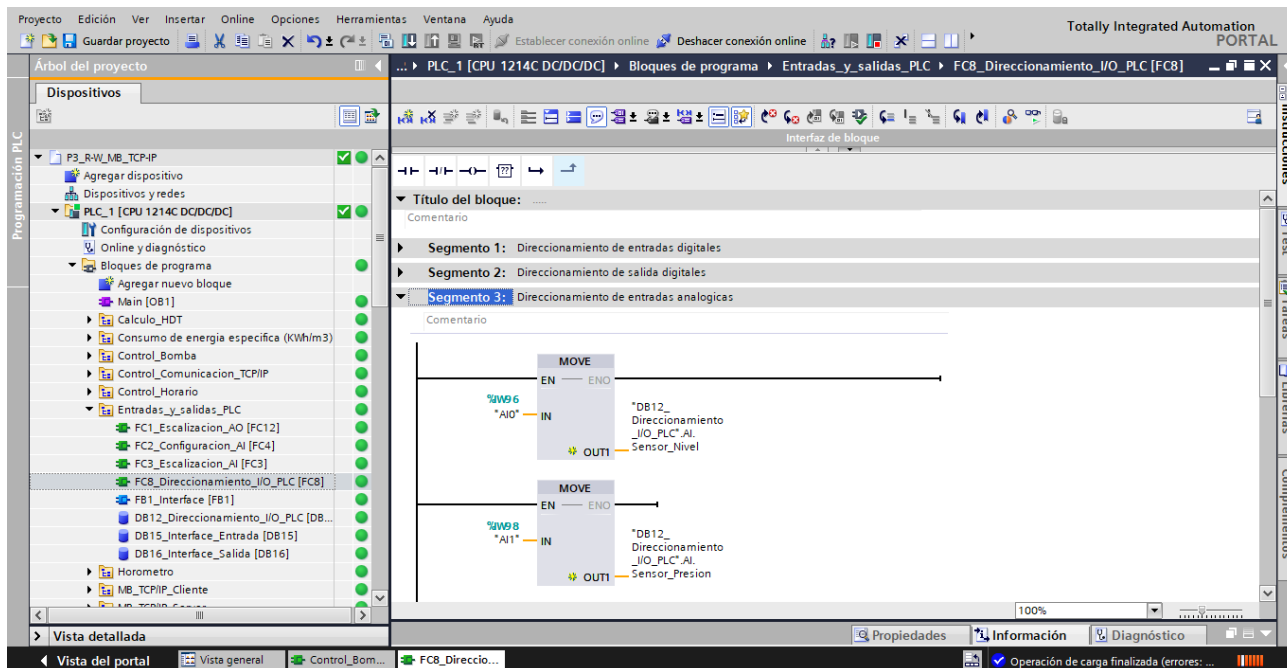 Proyecto Edición Ver Insertar Online Opciones Herramientas Ventana Ayuda
Totally Integrated Automation
PORTAL
Guardar proyecto Establecer conexión online Deshacer conexión online
Árbol del proyecto
..: PLC_1 [CPU 1214C DC/DC/DC] Bloques de programa Entradas_y_salidas_PLC FC8_Direccionamiento_I/O_PLC [FC8]
Dispositivos
Interfaz de bloque
Programación PLC
P3_R-W_MB_TCP-IP
Agregar dispositivo
Dispositivos y redes
PLC_1 [CPU 1214C DC/DC/DC]
Configuración de dispositivos
Online y diagnóstico
Bloques de programa
Agregar nuevo bloque
Main [OB1]
Calculo_HDT
Consumo de energia especifica (KWh/m3)
Control_Bomba
Control_Comunicacion_TCP/IP
Control_Horario
Entradas_y_salidas_PLC
FC1_Escalizacion_AO [FC12]
FC2_Configuracion_AI [FC4]
FC3_Escalizacion_AI [FC3]
FC8_Direccionamiento_I/O_PLC [FC8]
FB1_Interface [FB1]
DB12_Direccionamiento_I/O_PLC [DB...
DB15_Interface_Entrada [DB15]
DB16_Interface_Salida [DB16]
Horometro
MB_TCP/IP_Cliente
Vista detallada
Título del bloque: .....
Comentario
Segmento 1: Direccionamiento de entradas digitales
Segmento 2: Direccionamiento de salida digitales
Segmento 3: Direccionamiento de entradas analogicas
Comentario
MOVE
EN ENO
%IW96
"AI0" IN
"DB12_
Direccionamiento
_I/O_PLC".AI.
OUT1 Sensor_Nivel
MOVE
EN ENO
%IW98
"AI1" IN
"DB12_
Direccionamiento
_I/O_PLC".AI.
OUT1 Sensor_Presion
100%
Propiedades Información Diagnóstico
Instrucciones
Test
Tareas
Librerías
Complementos
Vista del portal Vista general Control_Bom... FC8_Direccio... Operación de carga finalizada (errores: ...